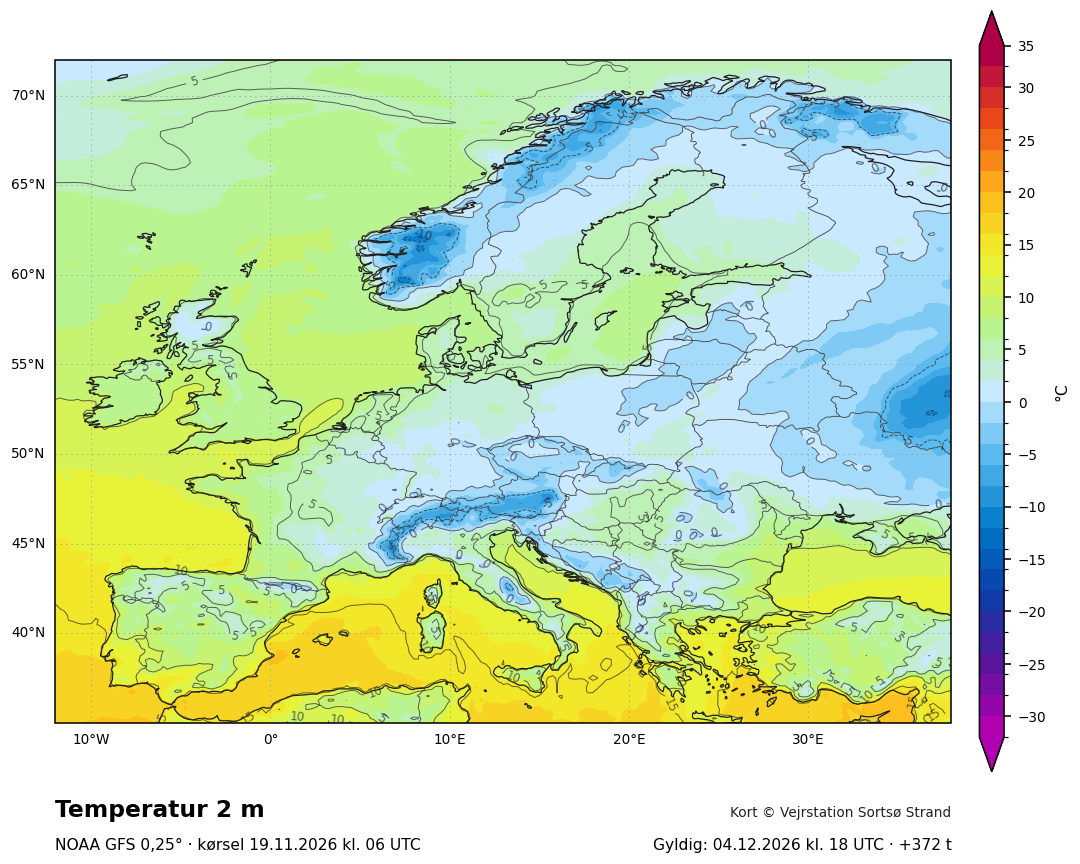 70°N
65°N
60°N
55°N
50°N
45°N
40°N
10°W
0°
10°E
20°E
30°E
35
30
25
20
15
10
5
0
−5
−10
−15
−20
−25
−30
°C
Temperatur 2 m
Kort © Vejrstation Sortsø Strand
NOAA GFS 0,25° · kørsel 19.11.2026 kl. 06 UTC
Gyldig: 04.12.2026 kl. 18 UTC · +372 t